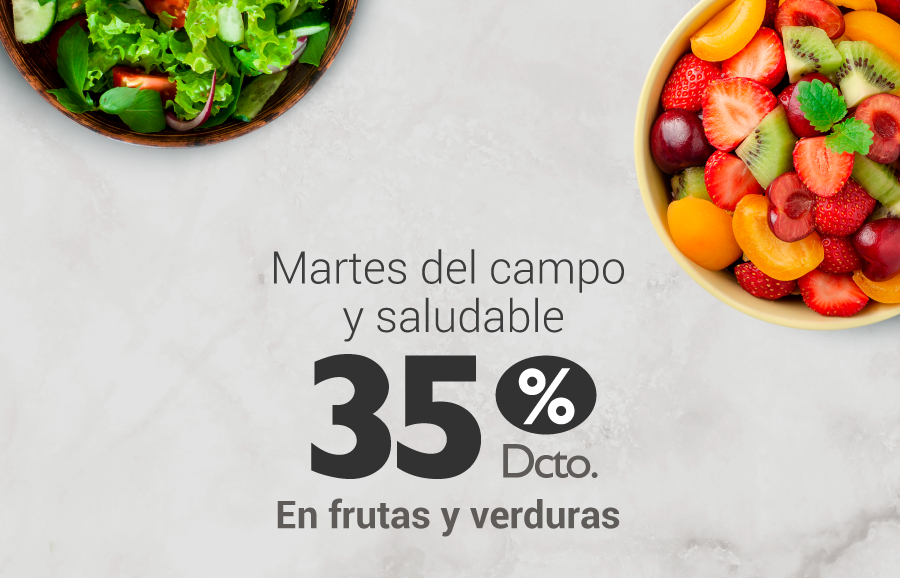 Martes del campo
y saludable
35%
Dcto.
En frutas y verduras